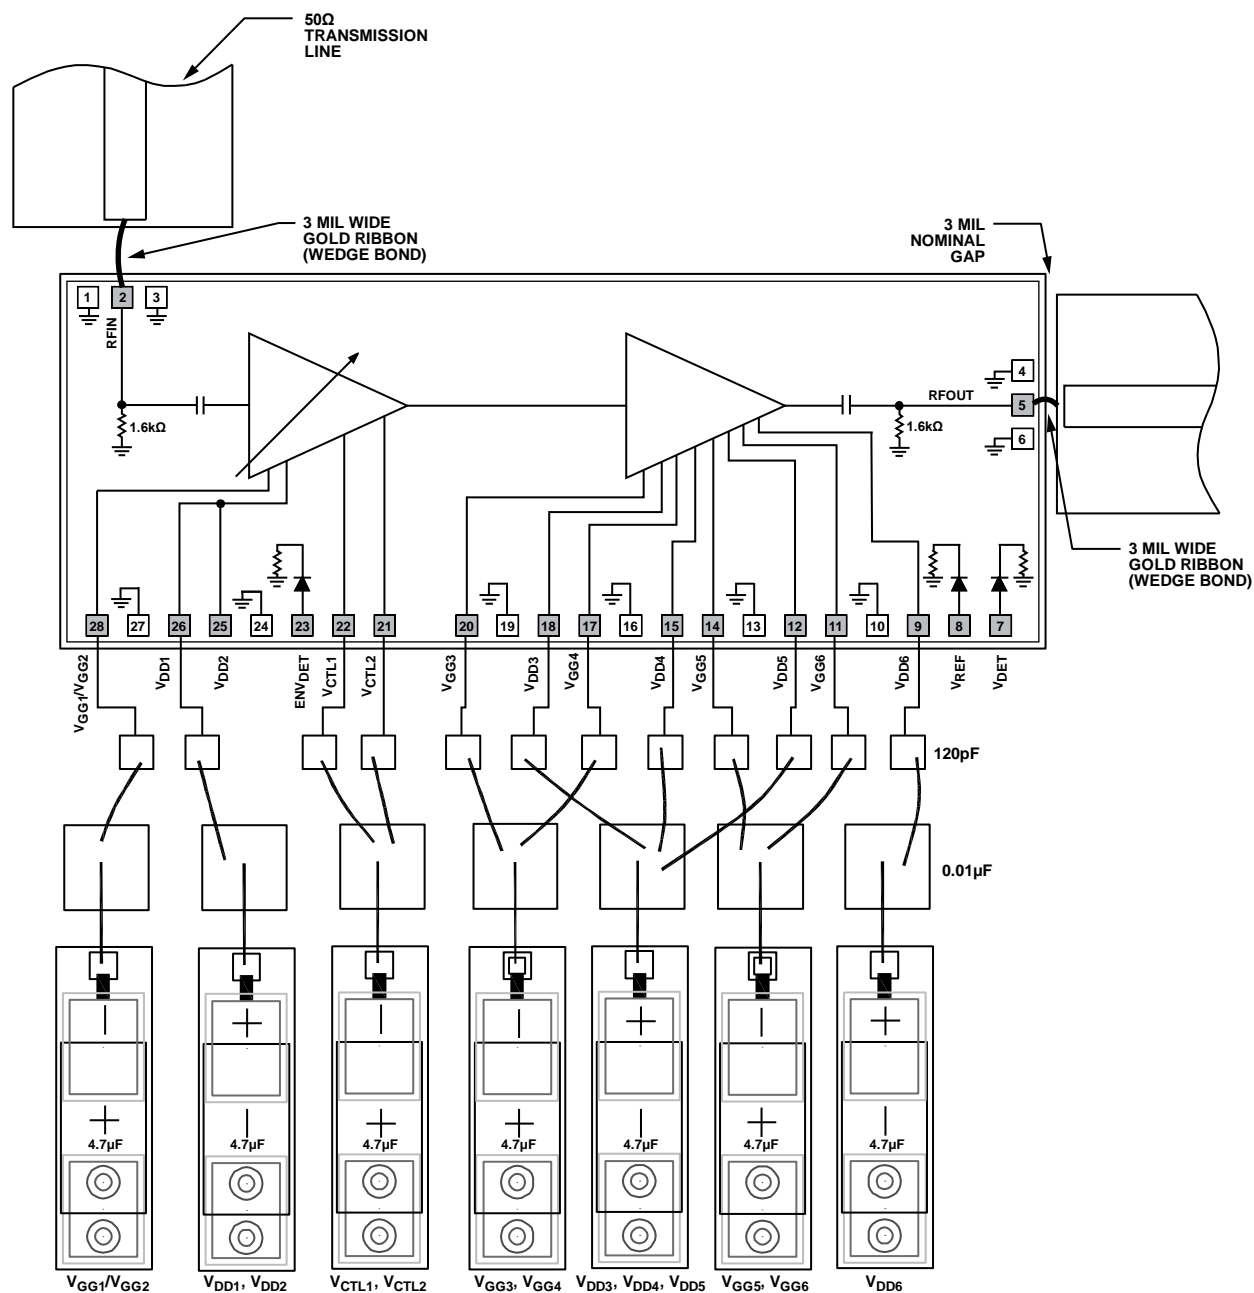 50Ω
TRANSMISSION
LINE
3 MIL WIDE
GOLD RIBBON
(WEDGE BOND)
3 MIL
NOMINAL
GAP
1
2
3
RFIN
4
RFOUT
5
6
1.6kΩ
1.6kΩ
3 MIL WIDE
GOLD RIBBON
(WEDGE BOND)
28
27
26
25
24
23
22
21
20
19
18
17
16
15
14
13
12
11
10
9
8
7
VGG1/VGG2
VDD1
VDD2
ENVDET
VCTL1
VCTL2
VGG3
VDD3
VGG4
VDD4
VGG5
VDD5
VGG6
VDD6
VREF
VDET
120pF
0.01µF
4.7µF
4.7µF
4.7µF
4.7µF
4.7µF
4.7µF
4.7µF
VGG1/VGG2
VDD1, VDD2
VCTL1, VCTL2
VGG3, VGG4
VDD3, VDD4, VDD5
VGG5, VGG6
VDD6